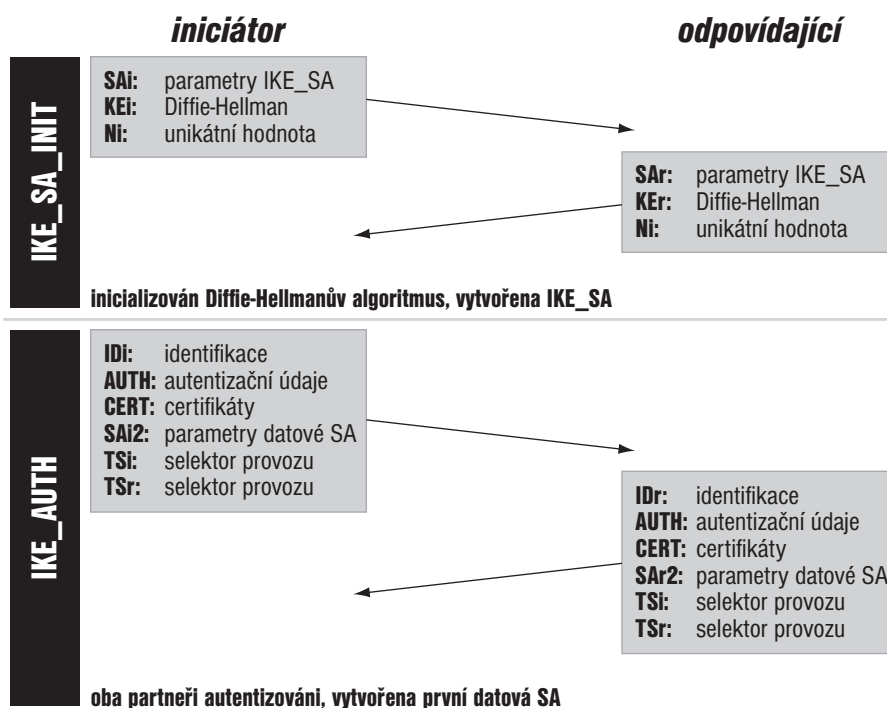 iniciátor
odpovídající
IKE_SA_INIT
SAi: parametry IKE_SA
KEi: Diffie-Hellman
Ni: unikátní hodnota
SAr: parametry IKE_SA
KEr: Diffie-Hellman
Ni: unikátní hodnota
inicializován Diffie-Hellmanův algoritmus, vytvořena IKE_SA
IKE_AUTH
IDi: identifikace
AUTH: autentizační údaje
CERT: certifikáty
SAi2: parametry datové SA
TSi: selektor provozu
TSr: selektor provozu
IDr: identifikace
AUTH: autentizační údaje
CERT: certifikáty
SAr2: parametry datové SA
TSi: selektor provozu
TSr: selektor provozu
oba partneři autentizováni, vytvořena první datová SA